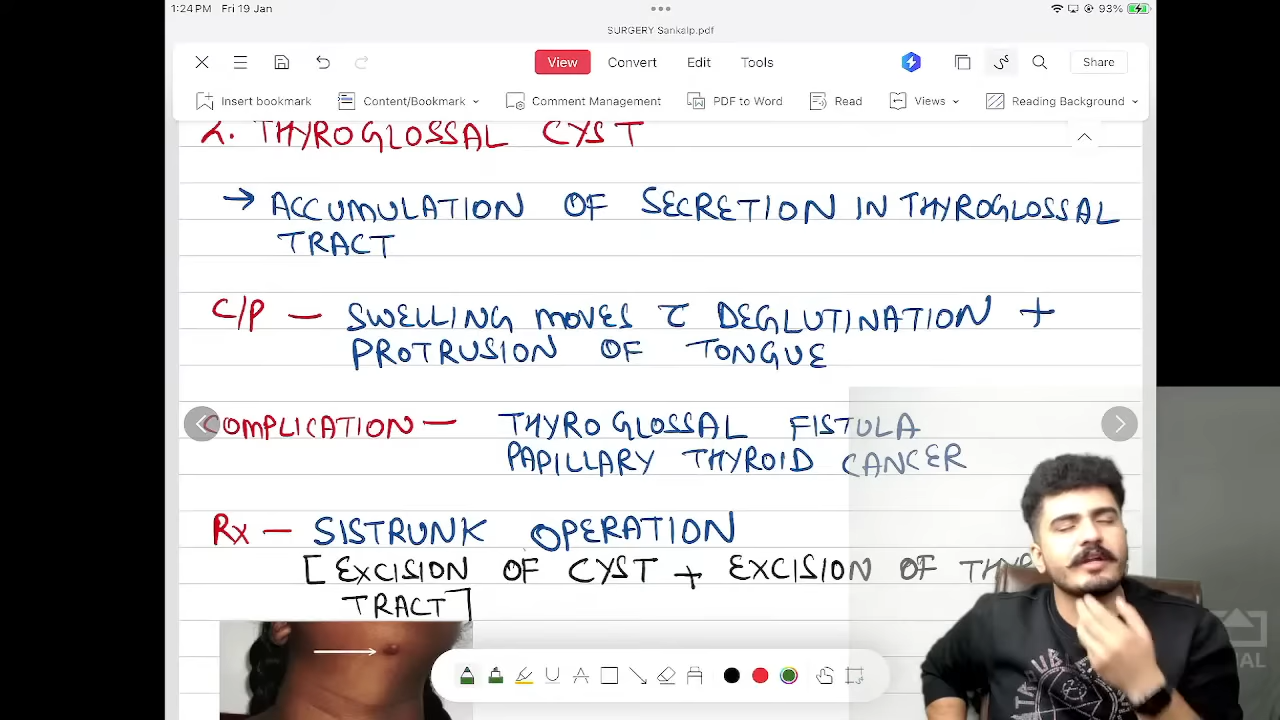 1:24 PM Fri 19 Jan
93%
SURGERY Sankalp.pdf
View Convert Edit Tools Share
Insert bookmark Content/Bookmark Comment Management PDF to Word Read Views Reading Background
2. THYROGLOSSAL CYST
→ ACCUMULATION OF SECRETION IN THYROGLOSSAL
TRACT
C/P — SWELLING MOVES c DEGLUTINATION +
PROTRUSION OF TONGUE
COMPLICATION — THYROGLOSSAL FISTULA
PAPILLARY THYROID CANCER
Rx — SISTRUNK OPERATION
[EXCISION OF CYST + EXCISION OF
TRACT]